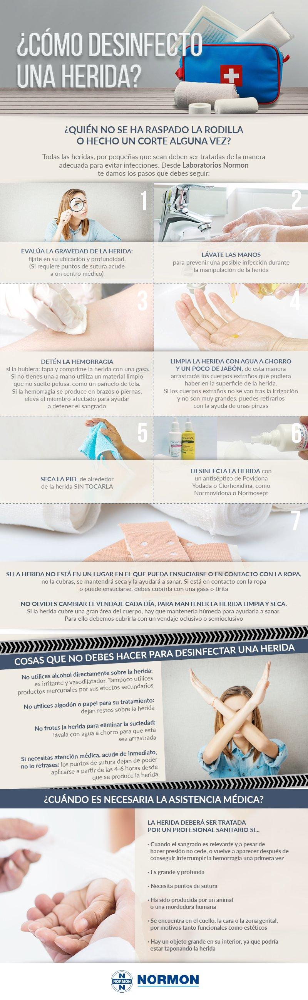 ¿CÓMO DESINFECTO
UNA HERIDA?
¿QUIÉN NO SE HA RASPADO LA RODILLA
O HECHO UN CORTE ALGUNA VEZ?
Todas las heridas, por pequeñas que sean deben ser tratadas de la manera
adecuada para evitar infecciones. Desde Laboratorios Normon
te damos los pasos que debes seguir:
1
EVALÚA LA GRAVEDAD DE LA HERIDA:
fíjate en su ubicación y profundidad.
(Si requiere puntos de sutura acude
a un centro médico)
2
LÁVATE LAS MANOS
para prevenir una posible infección durante
la manipulación de la herida
3
DETÉN LA HEMORRAGIA
si la hubiera: tapa y comprime la herida con una gasa.
Si no tienes una a mano utiliza un material limpio
que no suelte pelusa, como un pañuelo de tela.
Si la hemorragia se produce en brazos o piernas,
eleva el miembro afectado para ayudar
a detener el sangrado
4
LIMPIA LA HERIDA CON AGUA A CHORRO
Y UN POCO DE JABÓN, de esta manera
arrastrarás los cuerpos extraños que pudiera
haber en la superficie de la herida.
Si los cuerpos extraños no se van tras la irrigación
y no son muy grandes, puedes retirarlos
con la ayuda de unas pinzas
5
SECA LA PIEL de alrededor
de la herida SIN TOCARLA
6
DESINFECTA LA HERIDA con
un antiséptico de Povidona
Yodada o Clorhexidina, como
Normovidona o Normosept
7
SI LA HERIDA NO ESTÁ EN UN LUGAR EN EL QUE PUEDA ENSUCIARSE O EN CONTACTO CON LA ROPA,
no la cubras, se mantendrá seca y la ayudará a sanar. Si está en contacto con la ropa
o puede ensuciarse, debes cubrirla con una gasa o tirita
NO OLVIDES CAMBIAR EL VENDAJE CADA DÍA, PARA MANTENER LA HERIDA LIMPIA Y SECA.
Si la herida cubre una gran área del cuerpo, hay que mantenerla húmeda para ayudarla a sanar.
Para ello debemos cubrirla con un vendaje oclusivo o semioclusivo
COSAS QUE NO DEBES HACER PARA DESINFECTAR UNA HERIDA
No utilices alcohol directamente sobre la herida:
es irritante y vasodilatador. Tampoco utilices
productos mercuriales por sus efectos secundarios
No utilices algodón o papel para su tratamiento:
dejan restos sobre la herida
No frotes la herida para eliminar la suciedad:
lávala con agua a chorro para que esta
sea arrastrada
Si necesitas atención médica, acude de inmediato,
no lo retrases: los puntos de sutura dejan de poder
aplicarse a partir de las 4-6 horas desde
que se produce la herida
¿CUÁNDO ES NECESARIA LA ASISTENCIA MÉDICA?
LA HERIDA DEBERÁ SER TRATADA
POR UN PROFESIONAL SANITARIO SI...
· Cuando el sangrado es relevante y a pesar de
hacer presión no cede, o vuelve a aparecer después de
conseguir interrumpir la hemorragia una primera vez
· Es grande y profunda
· Necesita puntos de sutura
· Ha sido producida por un animal
o una mordedura humana
· Se encuentra en el cuello, la cara o la zona genital,
por motivos tanto funcionales como estéticos
· Hay un objeto grande en su interior, ya que podría
estar taponando la herida
N
NORMON
N
NORMON